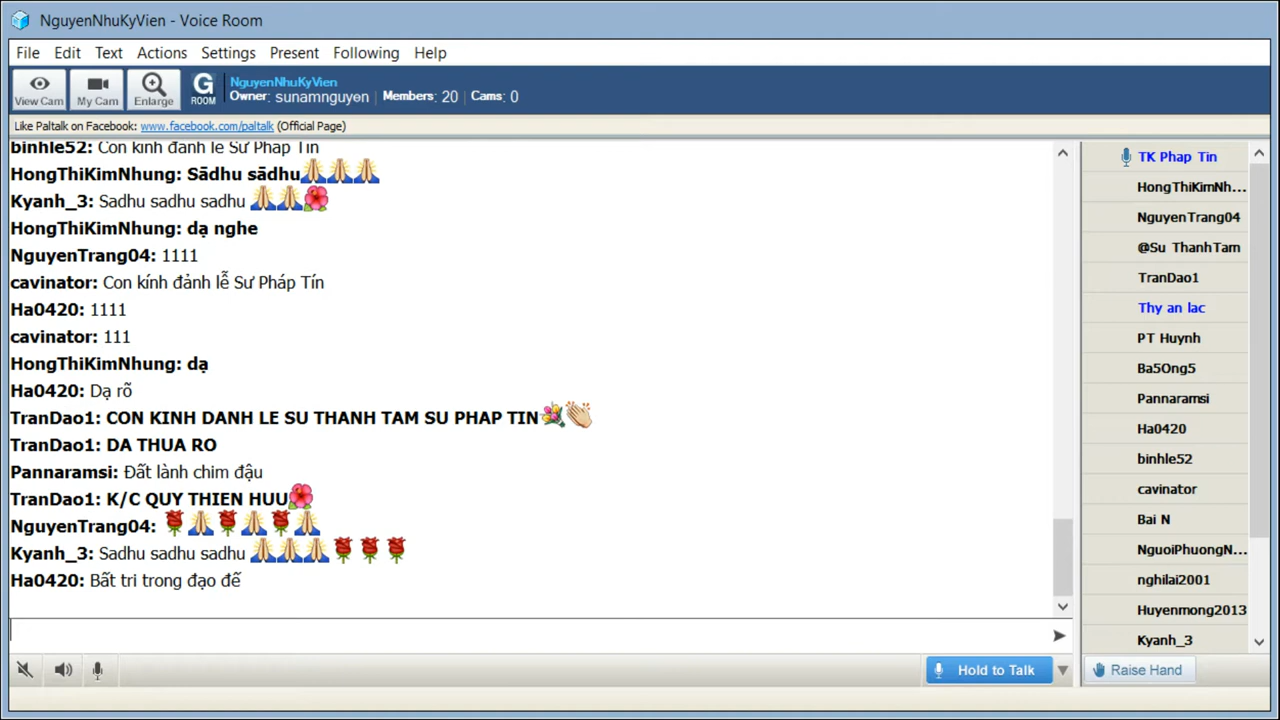 NguyenNhuKyVien - Voice Room
File Edit Text Actions Settings Present Following Help
View Cam My Cam Enlarge G ROOM
NguyenNhuKyVien
Owner: sunamnguyen | Members: 20 | Cams: 0
Like Paltalk on Facebook: www.facebook.com/paltalk (Official Page)
binhle52: Con kinh đanh le Sư Phap Tin
HongThiKimNhung: Sādhu sādhu🙏🙏🙏
Kyanh_3: Sadhu sadhu sadhu 🙏🙏🌺
HongThiKimNhung: dạ nghe
NguyenTrang04: 1111
cavinator: Con kính đảnh lễ Sư Pháp Tín
Ha0420: 1111
cavinator: 111
HongThiKimNhung: dạ
Ha0420: Dạ rõ
TranDao1: CON KINH DANH LE SU THANH TAM SU PHAP TIN💐👏
TranDao1: DA THUA RO
Pannaramsi: Đất lành chim đậu
TranDao1: K/C QUY THIEN HUU🌺
NguyenTrang04: 🌹🙏🌹🙏🌹🙏
Kyanh_3: Sadhu sadhu sadhu 🙏🙏🙏🌹🌹🌹
Ha0420: Bất tri trong đạo đế
TK Phap Tin
HongThiKimNh...
NguyenTrang04
@Su ThanhTam
TranDao1
Thy an lac
PT Huynh
Ba5Ong5
Pannaramsi
Ha0420
binhle52
cavinator
Bai N
NguoiPhuongN...
nghilai2001
Huyenmong2013
Kyanh_3
Hold to Talk
Raise Hand